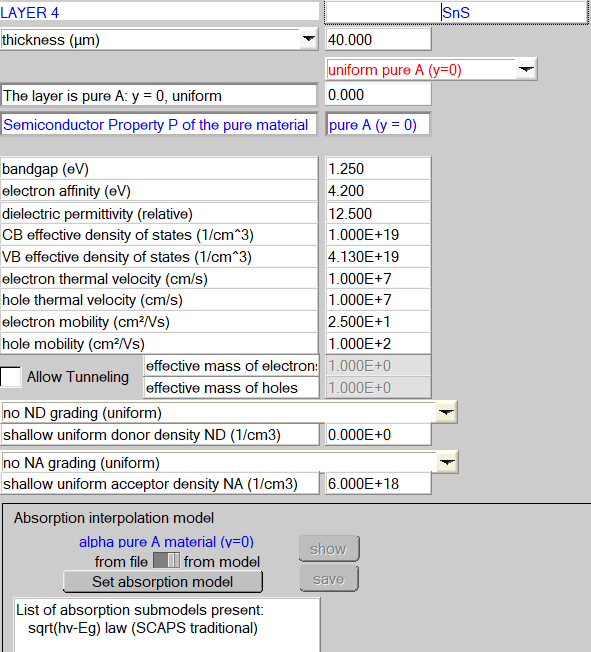 LAYER 4 SnS
thickness (µm) 40.000
uniform pure A (y=0)
The layer is pure A: y = 0, uniform 0.000
Semiconductor Property P of the pure material pure A (y = 0)
bandgap (eV) 1.250
electron affinity (eV) 4.200
dielectric permittivity (relative) 12.500
CB effective density of states (1/cm^3) 1.000E+19
VB effective density of states (1/cm^3) 4.130E+19
electron thermal velocity (cm/s) 1.000E+7
hole thermal velocity (cm/s) 1.000E+7
electron mobility (cm²/Vs) 2.500E+1
hole mobility (cm²/Vs) 1.000E+2
Allow Tunneling
effective mass of electrons 1.000E+0
effective mass of holes 1.000E+0
no ND grading (uniform)
shallow uniform donor density ND (1/cm3) 0.000E+0
no NA grading (uniform)
shallow uniform acceptor density NA (1/cm3) 6.000E+18
Absorption interpolation model
alpha pure A material (y=0)
show
from file from model
Set absorption model save
List of absorption submodels present:
sqrt(hv-Eg) law (SCAPS traditional)